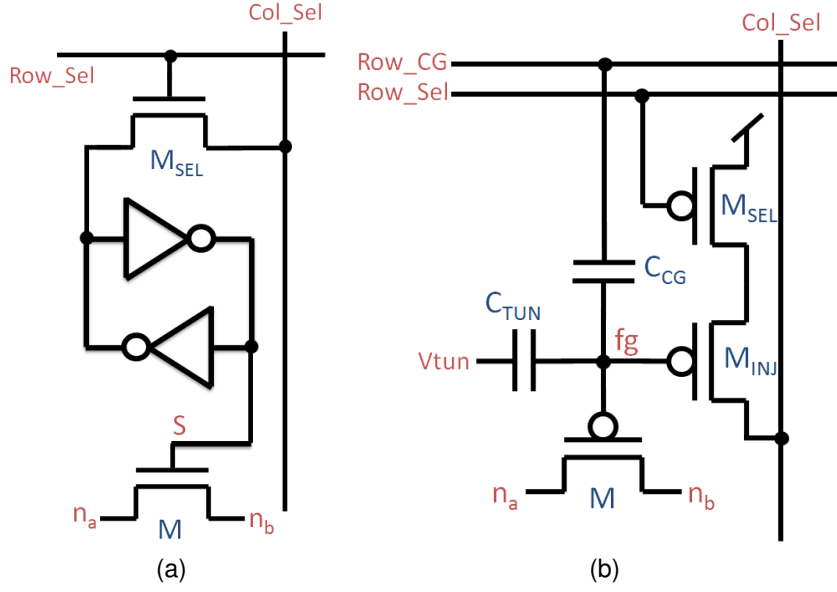 Col_Sel
Row_Sel
M_SEL
S
n_a
M
n_b
(a)
Col_Sel
Row_CG
Row_Sel
M_SEL
C_CG
C_TUN
fg
Vtun
M_INJ
n_a
M
n_b
(b)